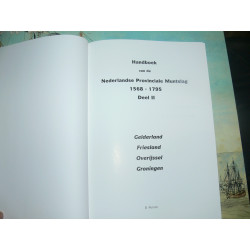 Handboek
van de
Nederlandse Provinciale Muntslag
1568 - 1795
Deel II
Gelderland
Friesland
Overijssel
Groningen